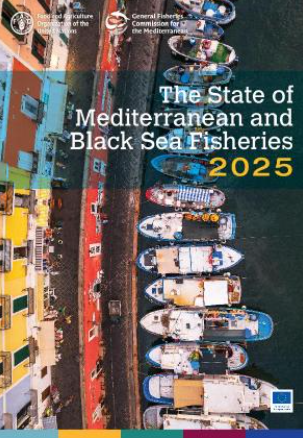 Food and Agriculture
Organization of the
United Nations
General Fisheries
Commission for
the Mediterranean
The State of
Mediterranean and
Black Sea Fisheries
2025